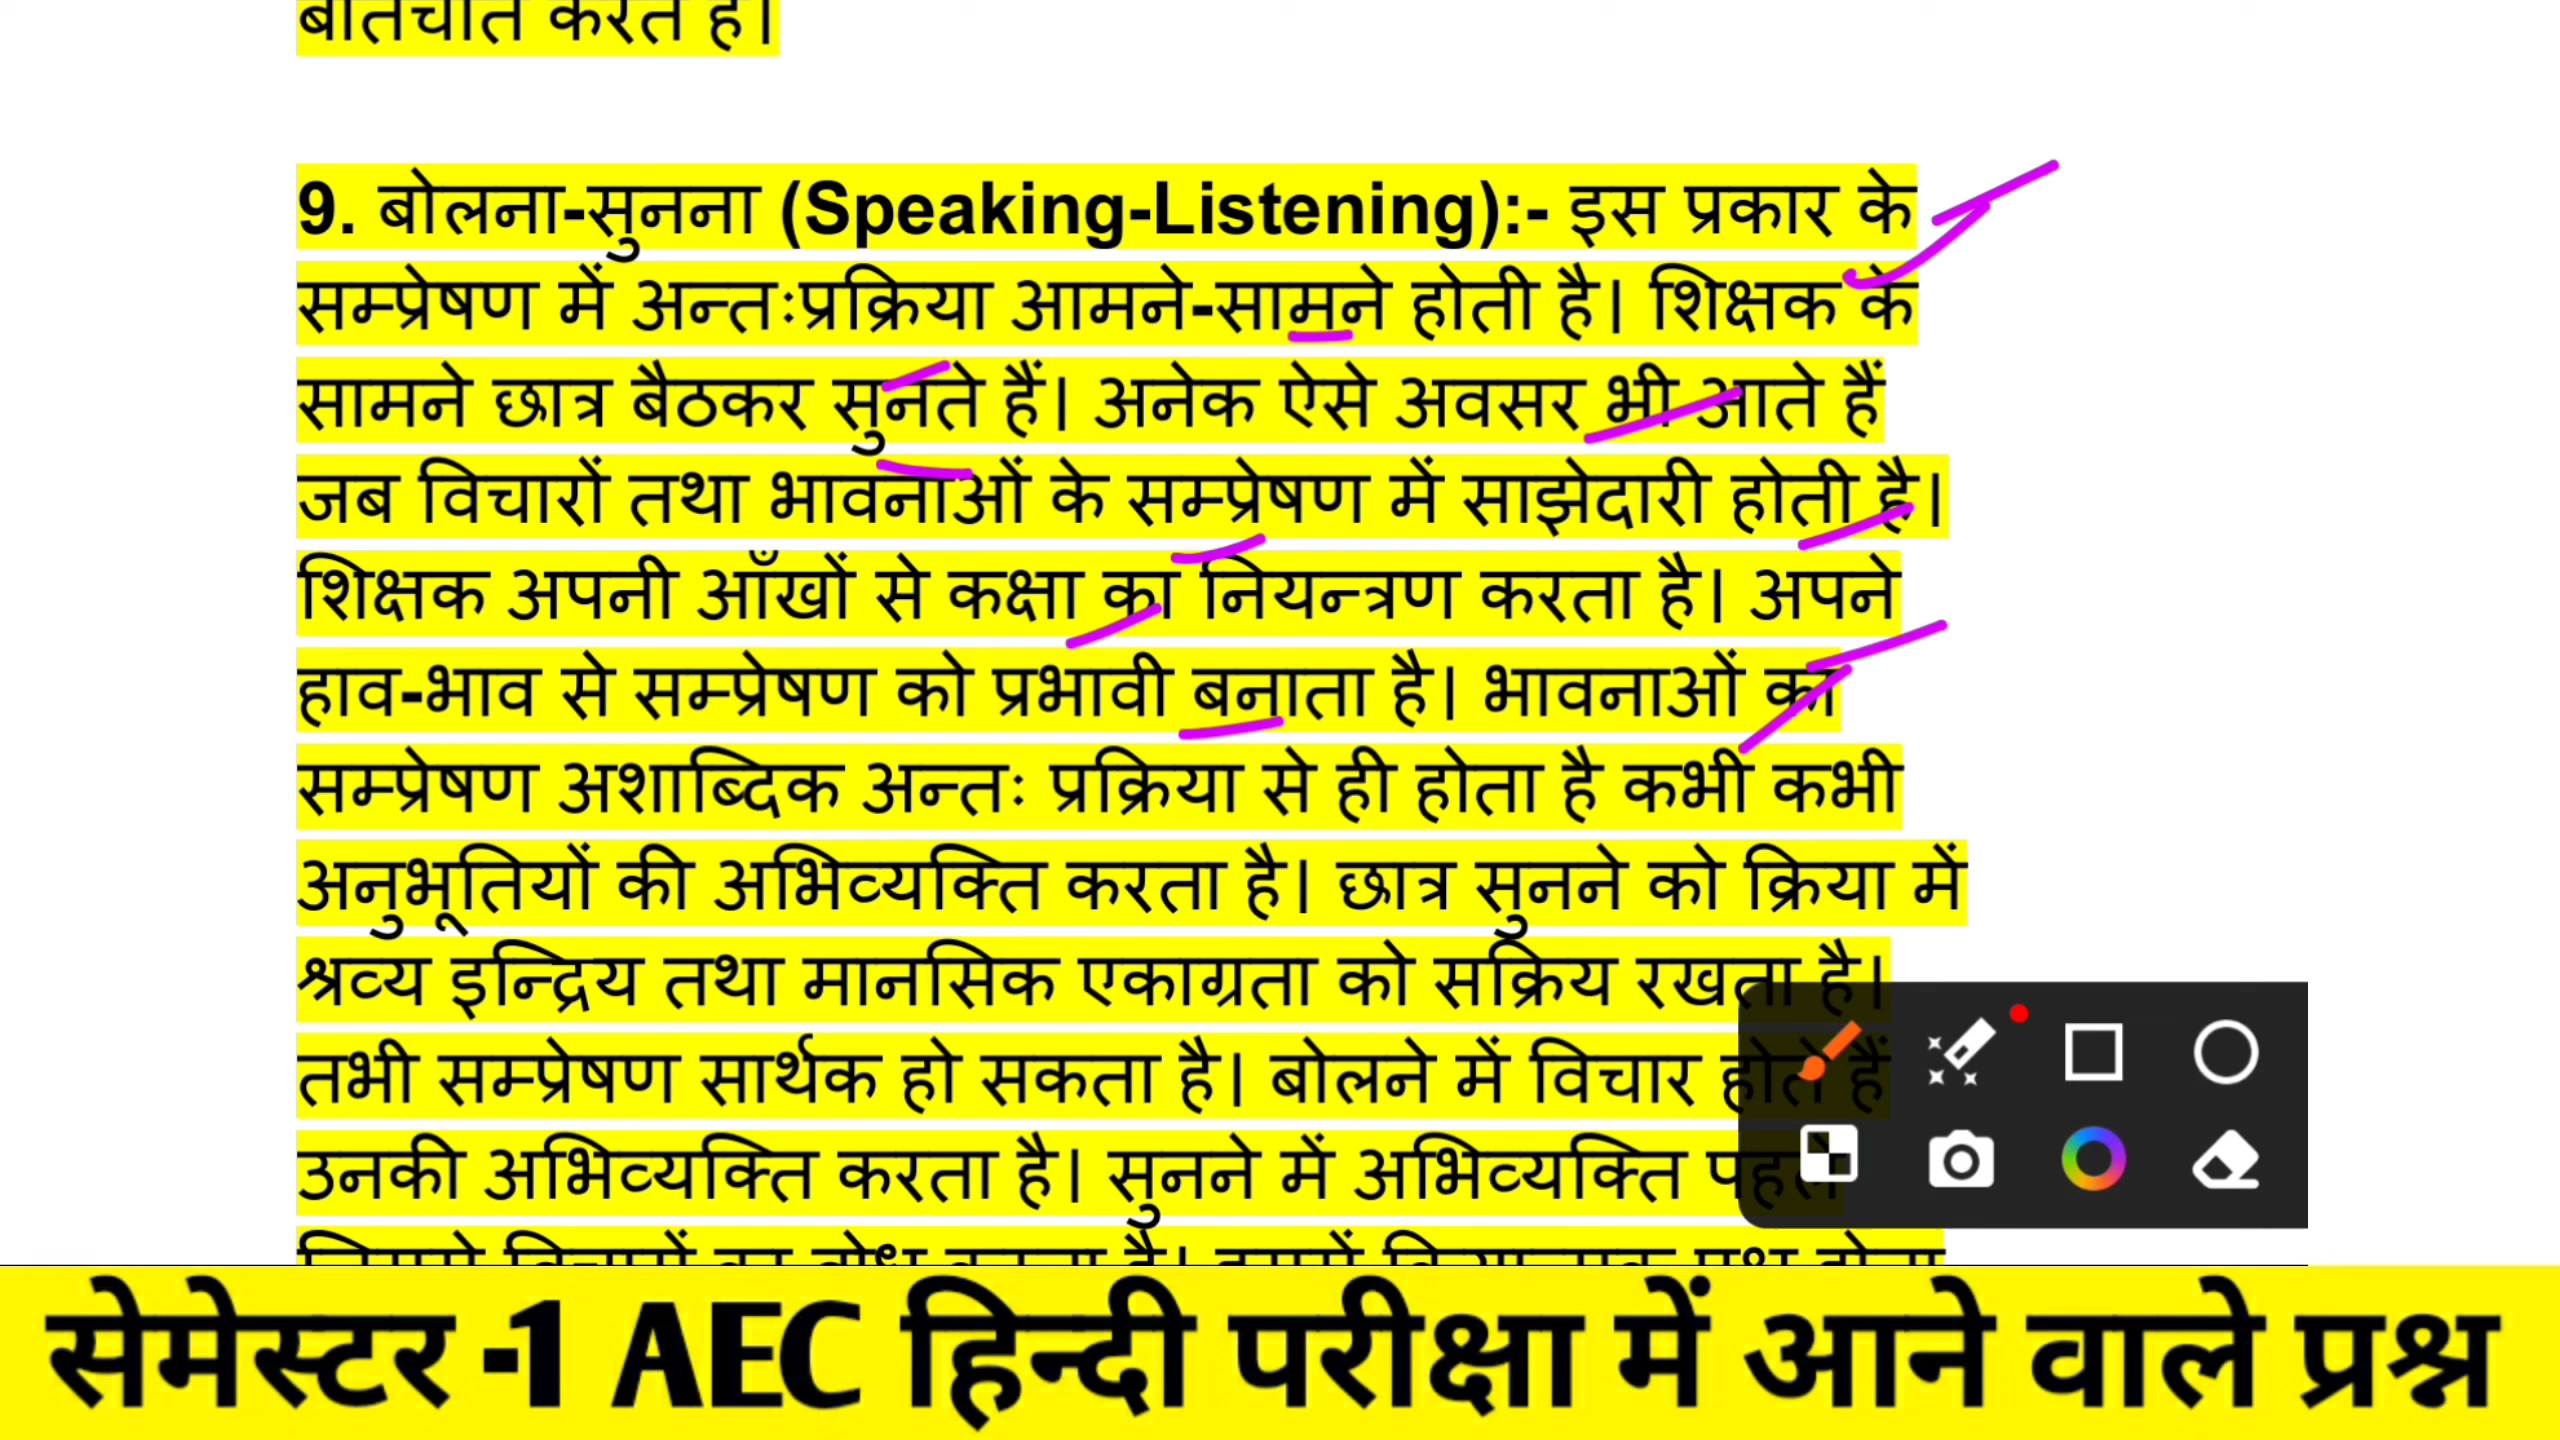 बातचीत करते हैं।
9. बोलना-सुनना (Speaking-Listening):- इस प्रकार के
सम्प्रेषण में अन्तःप्रक्रिया आमने-सामने होती है। शिक्षक के
सामने छात्र बैठकर सुनते हैं। अनेक ऐसे अवसर भी आते हैं
जब विचारों तथा भावनाओं के सम्प्रेषण में साझेदारी होती है।
शिक्षक अपनी आँखों से कक्षा का नियन्त्रण करता है। अपने
हाव-भाव से सम्प्रेषण को प्रभावी बनाता है। भावनाओं का
सम्प्रेषण अशाब्दिक अन्तः प्रक्रिया से ही होता है कभी कभी
अनुभूतियों की अभिव्यक्ति करता है। छात्र सुनने को क्रिया में
श्रव्य इन्द्रिय तथा मानसिक एकाग्रता को सक्रिय रखता है।
तभी सम्प्रेषण सार्थक हो सकता है। बोलने में विचार होते हैं
उनकी अभिव्यक्ति करता है। सुनने में अभिव्यक्ति पहले
सेमेस्टर -1 AEC हिन्दी परीक्षा में आने वाले प्रश्न